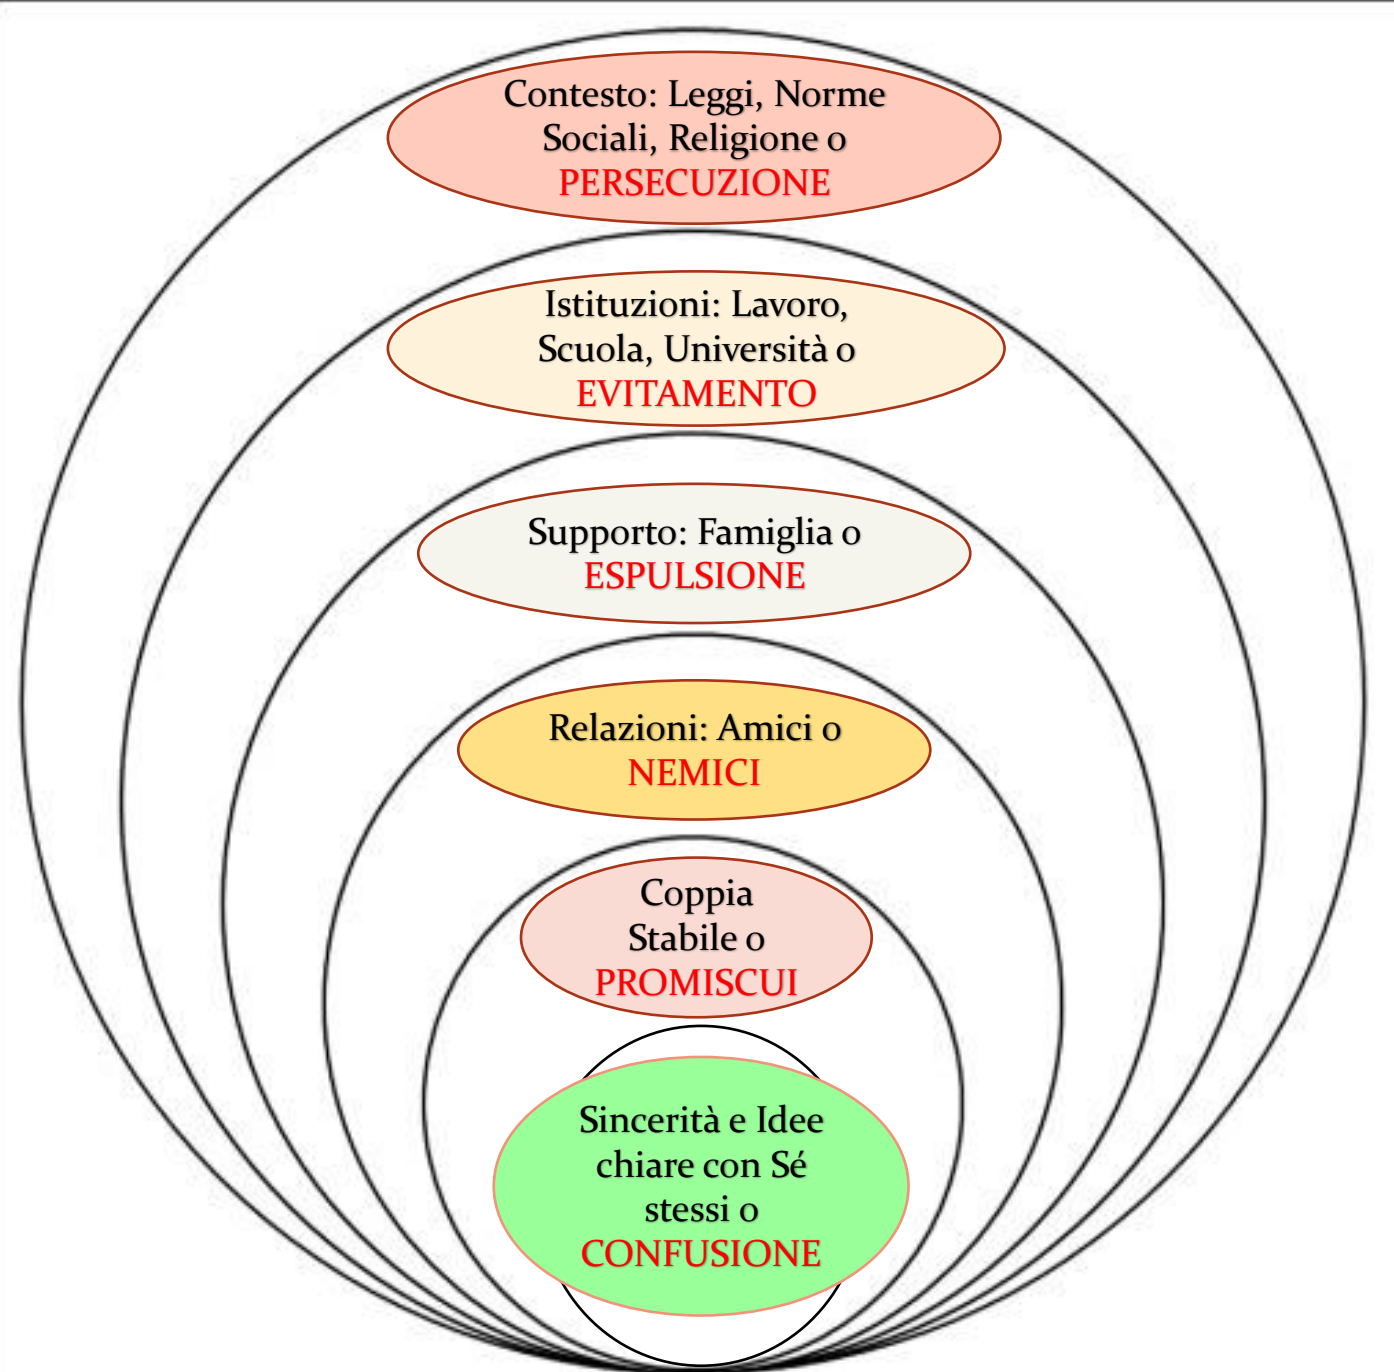 Contesto: Leggi, Norme
Sociali, Religione o
PERSECUZIONE
Istituzioni: Lavoro,
Scuola, Università o
EVITAMENTO
Supporto: Famiglia o
ESPULSIONE
Relazioni: Amici o
NEMICI
Coppia
Stabile o
PROMISCUI
Sincerità e Idee
chiare con Sé
stessi o
CONFUSIONE